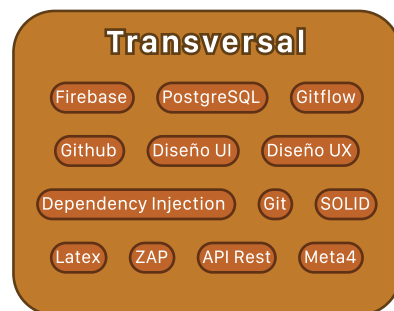 Transversal
Firebase PostgreSQL Gitflow
Github Diseño UI Diseño UX
Dependency Injection Git SOLID
Latex ZAP API Rest Meta4